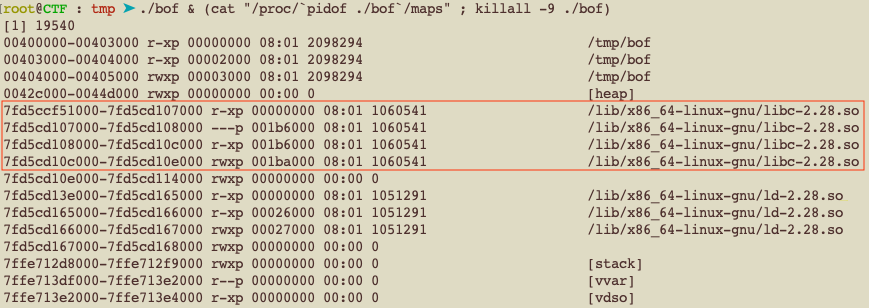 [root@CTF : tmp ➤ ./bof & (cat "/proc/`pidof ./bof`/maps" ; killall -9 ./bof)
[1] 19540
00400000-00403000 r-xp 00000000 08:01 2098294 /tmp/bof
00403000-00404000 r-xp 00002000 08:01 2098294 /tmp/bof
00404000-00405000 rwxp 00003000 08:01 2098294 /tmp/bof
0042c000-0044d000 rwxp 00000000 00:00 0 [heap]
7fd5ccf51000-7fd5cd107000 r-xp 00000000 08:01 1060541 /lib/x86_64-linux-gnu/libc-2.28.so
7fd5cd107000-7fd5cd108000 ---p 001b6000 08:01 1060541 /lib/x86_64-linux-gnu/libc-2.28.so
7fd5cd108000-7fd5cd10c000 r-xp 001b6000 08:01 1060541 /lib/x86_64-linux-gnu/libc-2.28.so
7fd5cd10c000-7fd5cd10e000 rwxp 001ba000 08:01 1060541 /lib/x86_64-linux-gnu/libc-2.28.so
7fd5cd10e000-7fd5cd114000 rwxp 00000000 00:00 0
7fd5cd13e000-7fd5cd165000 r-xp 00000000 08:01 1051291 /lib/x86_64-linux-gnu/ld-2.28.so
7fd5cd165000-7fd5cd166000 r-xp 00026000 08:01 1051291 /lib/x86_64-linux-gnu/ld-2.28.so
7fd5cd166000-7fd5cd167000 rwxp 00027000 08:01 1051291 /lib/x86_64-linux-gnu/ld-2.28.so
7fd5cd167000-7fd5cd168000 rwxp 00000000 00:00 0
7ffe712d8000-7ffe712f9000 rwxp 00000000 00:00 0 [stack]
7ffe713df000-7ffe713e2000 r--p 00000000 00:00 0 [vvar]
7ffe713e2000-7ffe713e4000 r-xp 00000000 00:00 0 [vdso]